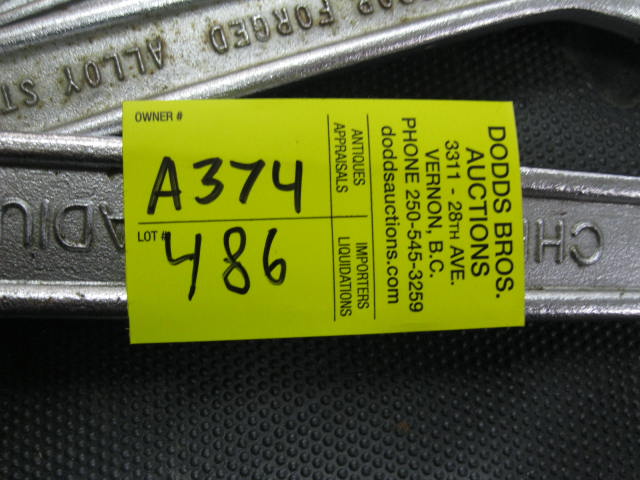 DROP FORGED ALLOY ST
OWNER #
A374
LOT #
486
ANTIQUES
APPRAISALS
IMPORTERS
LIQUIDATIONS
DODDS BROS.
AUCTIONS
3311 - 28TH AVE.
VERNON, B.C.
PHONE 250-545-3259
doddsauctions.com
CH
ADIU